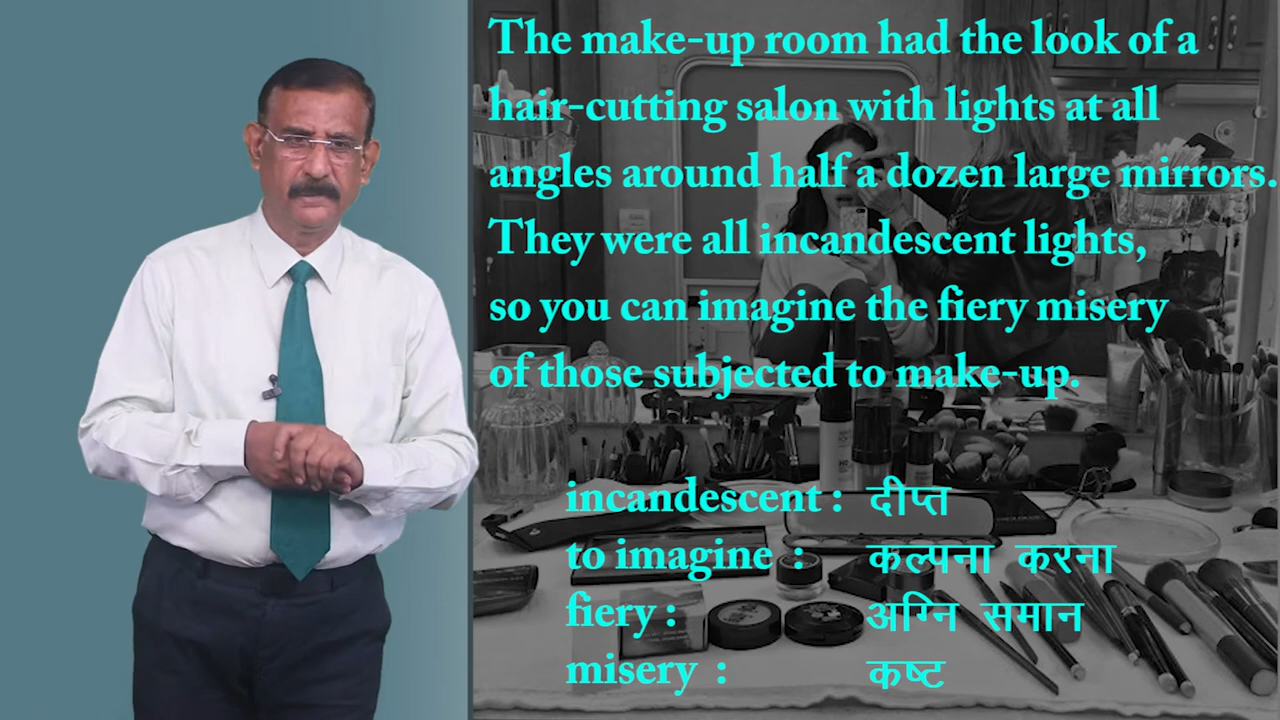 The make-up room had the look of a
hair-cutting salon with lights at all
angles around half a dozen large mirrors.
They were all incandescent lights,
so you can imagine the fiery misery
of those subjected to make-up.
incandescent : दीप्त
to imagine : कल्पना करना
fiery : अग्नि समान
misery : कष्ट